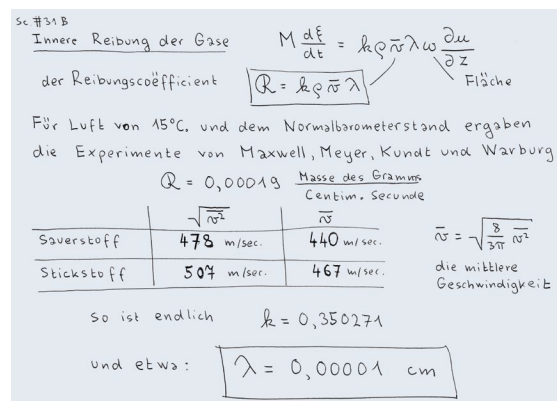 Sc #31 B
Innere Reibung der Gase
M dξ/dt = kρv̄λω ∂u/∂z
der Reibungscoëfficient
R = kρv̄λ
Fläche
Für Luft von 15°C. und dem Normalbarometerstand ergaben
die Experimente von Maxwell, Meyer, Kundt und Warburg
R = 0,00019 Masse des Gramms / Centim. Secunde
√v̄² v̄
Sauerstoff 478 m/sec. 440 m/sec.
Stickstoff 507 m/sec. 467 m/sec.
v̄ = √(8/3π v̄²)
die mittlere
Geschwindigkeit
so ist endlich k = 0,350271
und etwa: λ = 0,00001 cm